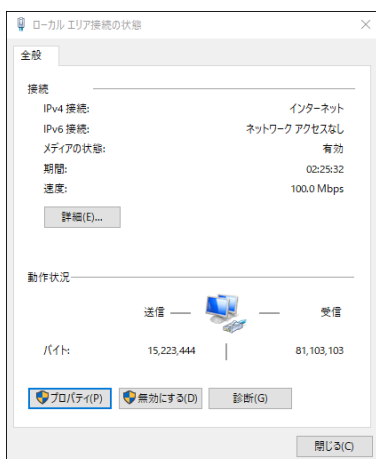 ローカル エリア接続の状態
全般
接続
IPv4 接続: インターネット
IPv6 接続: ネットワーク アクセスなし
メディアの状態: 有効
期間: 02:25:32
速度: 100.0 Mbps
詳細(E)...
動作状況
送信 — — 受信
バイト: 15,223,444 81,103,103
プロパティ(P) 無効にする(D) 診断(G)
閉じる(C)